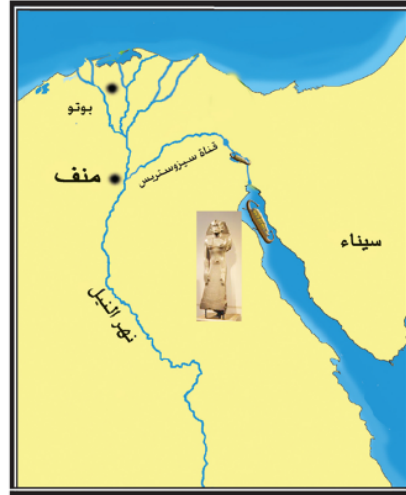 بوتو
قناة سيزوستريس
منف
سيناء
نهر النيل